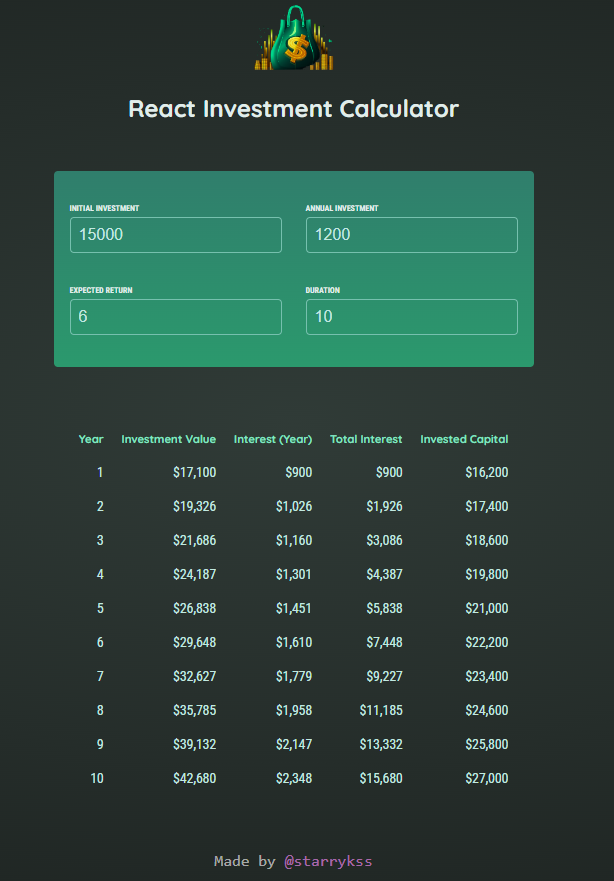 $
React Investment Calculator
INITIAL INVESTMENT ANNUAL INVESTMENT
15000 1200
EXPECTED RETURN DURATION
6 10
Year Investment Value Interest (Year) Total Interest Invested Capital
1 $17,100 $900 $900 $16,200
2 $19,326 $1,026 $1,926 $17,400
3 $21,686 $1,160 $3,086 $18,600
4 $24,187 $1,301 $4,387 $19,800
5 $26,838 $1,451 $5,838 $21,000
6 $29,648 $1,610 $7,448 $22,200
7 $32,627 $1,779 $9,227 $23,400
8 $35,785 $1,958 $11,185 $24,600
9 $39,132 $2,147 $13,332 $25,800
10 $42,680 $2,348 $15,680 $27,000
Made by @starrykss